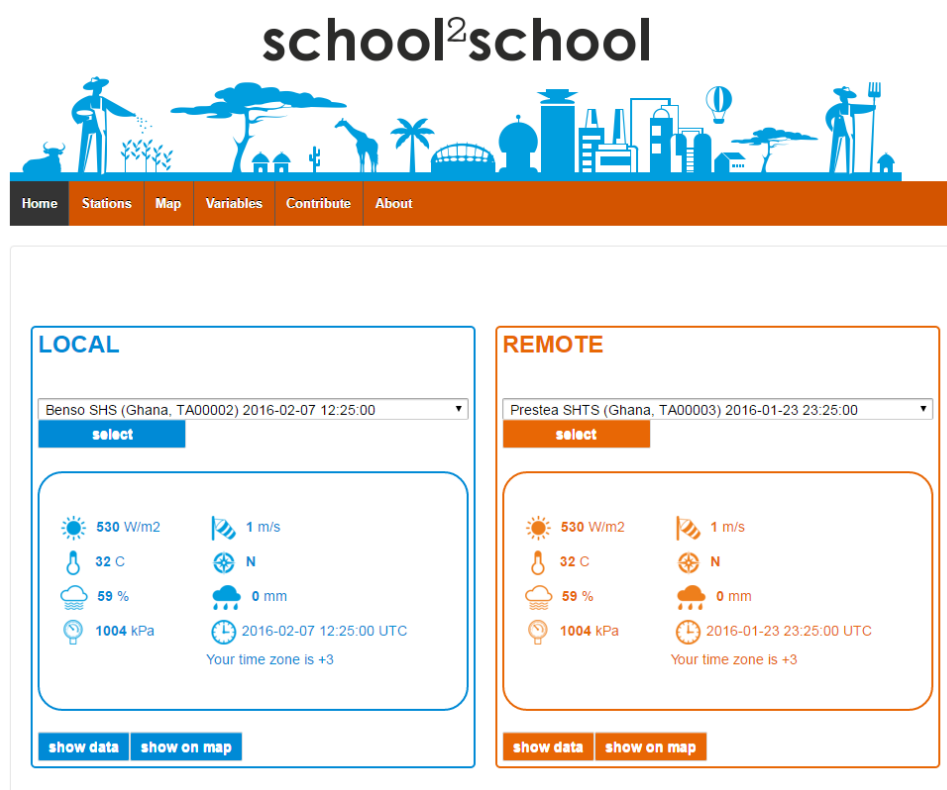 school²school
Home Stations Map Variables Contribute About
LOCAL
Benso SHS (Ghana, TA00002) 2016-02-07 12:25:00
select
530 W/m2 1 m/s
32 C N
59 % 0 mm
1004 kPa 2016-02-07 12:25:00 UTC
Your time zone is +3
show data show on map
REMOTE
Prestea SHTS (Ghana, TA00003) 2016-01-23 23:25:00
select
530 W/m2 1 m/s
32 C N
59 % 0 mm
1004 kPa 2016-01-23 23:25:00 UTC
Your time zone is +3
show data show on map